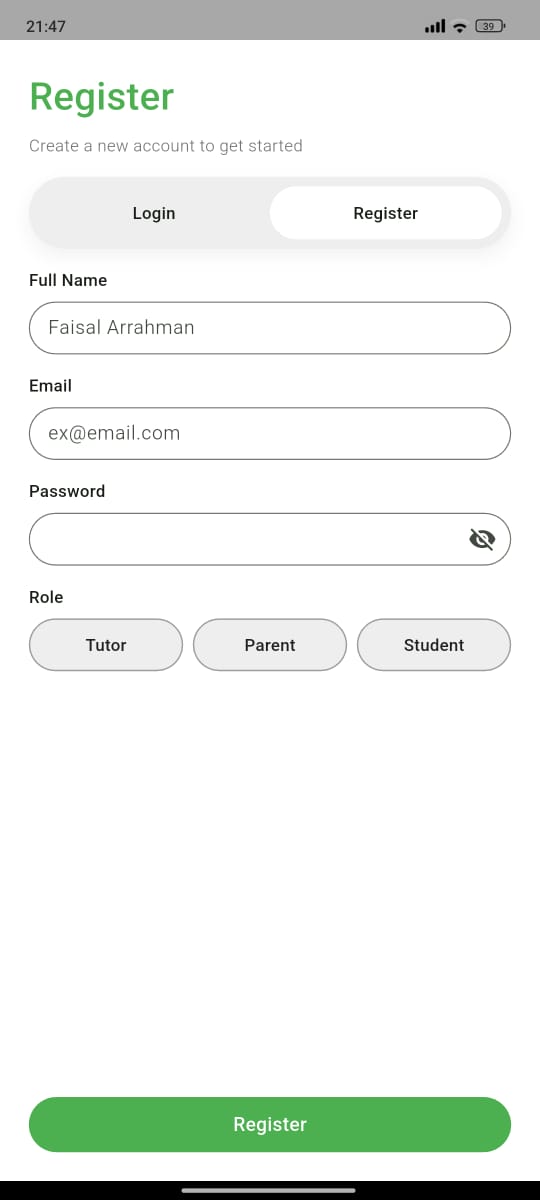 21:47
39
Register
Create a new account to get started
Login Register
Full Name
Faisal Arrahman
Email
ex@email.com
Password
Role
Tutor Parent Student
Register